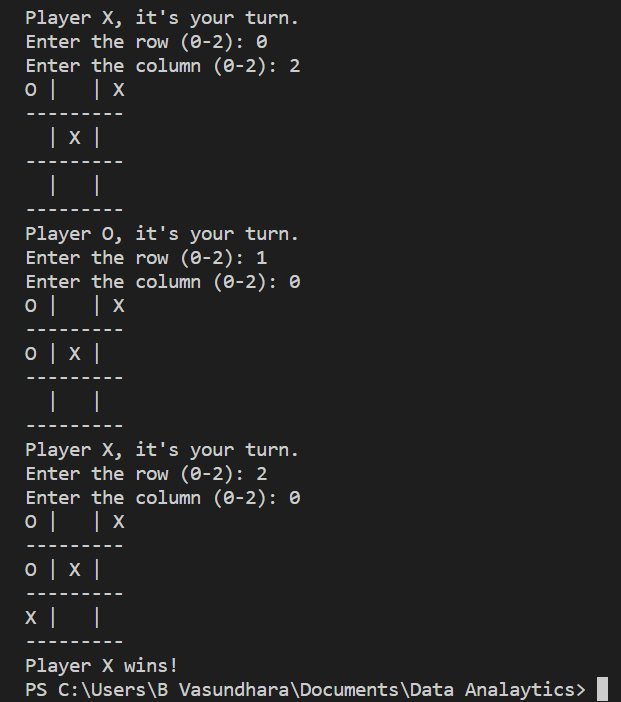 Player X, it's your turn.
Enter the row (0-2): 0
Enter the column (0-2): 2
O |   | X
---------
  | X |
---------
  |   |
---------
Player O, it's your turn.
Enter the row (0-2): 1
Enter the column (0-2): 0
O |   | X
---------
O | X |
---------
  |   |
---------
Player X, it's your turn.
Enter the row (0-2): 2
Enter the column (0-2): 0
O |   | X
---------
O | X |
---------
X |   |
---------
Player X wins!
PS C:\Users\B Vasundhara\Documents\Data Analaytics>